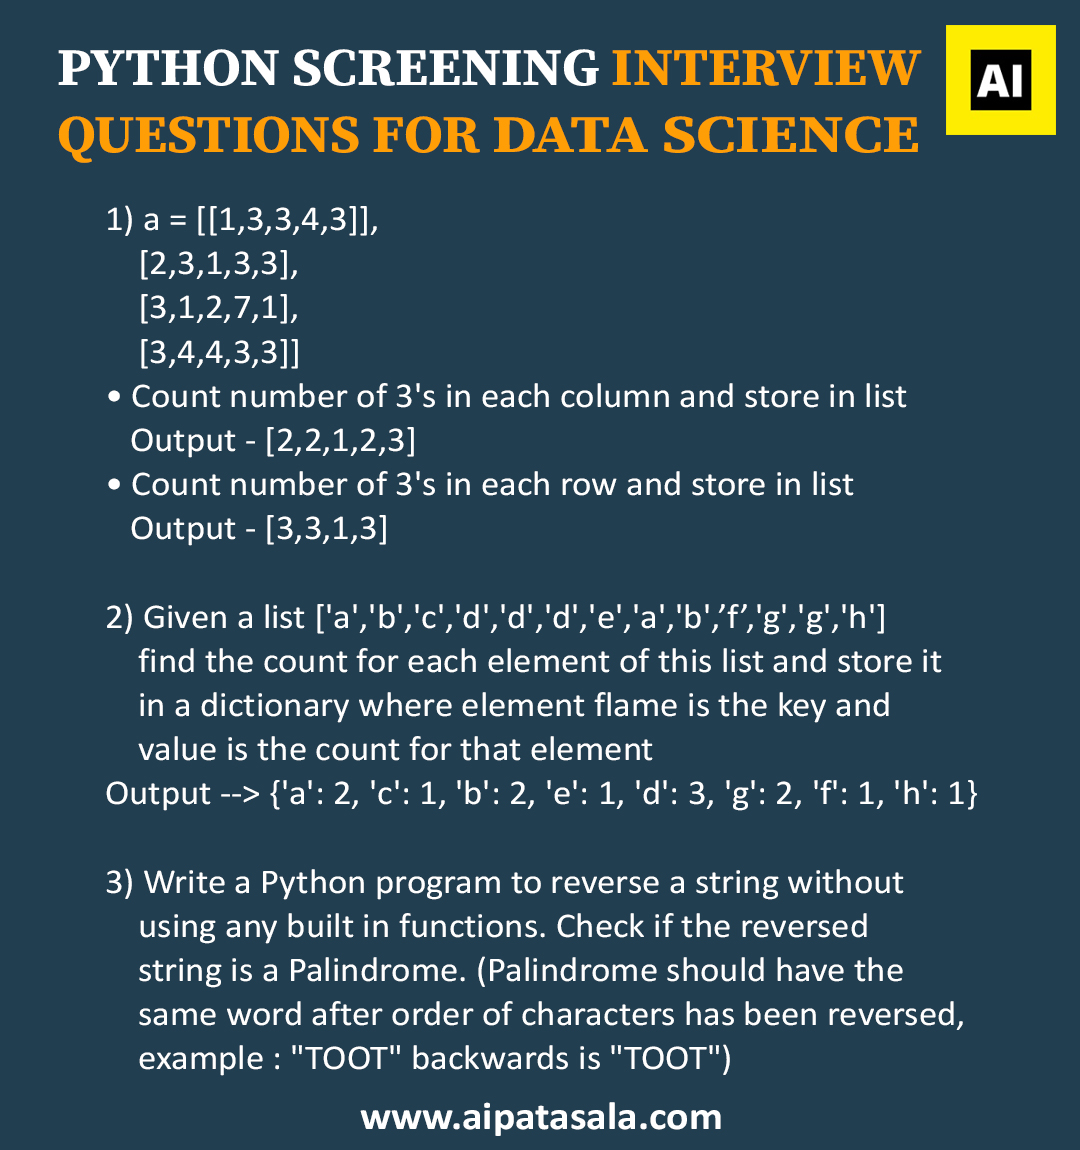 PYTHON SCREENING INTERVIEW
QUESTIONS FOR DATA SCIENCE
AI
1) a = [[1,3,3,4,3]],
[2,3,1,3,3],
[3,1,2,7,1],
[3,4,4,3,3]]
• Count number of 3's in each column and store in list
Output - [2,2,1,2,3]
• Count number of 3's in each row and store in list
Output - [3,3,1,3]
2) Given a list ['a','b','c','d','d','d','e','a','b',’f’,'g','g','h']
find the count for each element of this list and store it
in a dictionary where element flame is the key and
value is the count for that element
Output --> {'a': 2, 'c': 1, 'b': 2, 'e': 1, 'd': 3, 'g': 2, 'f': 1, 'h': 1}
3) Write a Python program to reverse a string without
using any built in functions. Check if the reversed
string is a Palindrome. (Palindrome should have the
same word after order of characters has been reversed,
example : "TOOT" backwards is "TOOT")
www.aipatasala.com